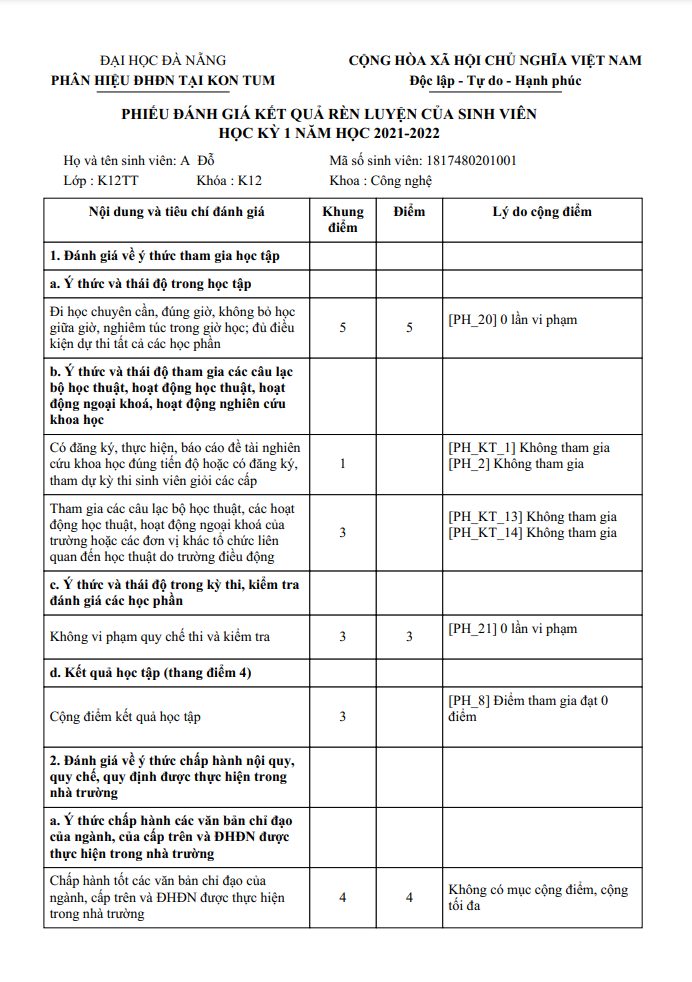 ĐẠI HỌC ĐÀ NẴNG
PHÂN HIỆU ĐHĐN TẠI KON TUM
CỘNG HÒA XÃ HỘI CHỦ NGHĨA VIỆT NAM
Độc lập - Tự do - Hạnh phúc
PHIẾU ĐÁNH GIÁ KẾT QUẢ RÈN LUYỆN CỦA SINH VIÊN
HỌC KỲ 1 NĂM HỌC 2021-2022
Họ và tên sinh viên: A Đỗ
Mã số sinh viên: 1817480201001
Lớp : K12TT
Khóa : K12
Khoa : Công nghệ
Nội dung và tiêu chí đánh giá
Khung
điểm
Điểm
Lý do cộng điểm
1. Đánh giá về ý thức tham gia học tập
a. Ý thức và thái độ trong học tập
Đi học chuyên cần, đúng giờ, không bỏ học
giữa giờ, nghiêm túc trong giờ học; đủ điều
kiện dự thi tất cả các học phần
5
5
[PH_20] 0 lần vi phạm
b. Ý thức và thái độ tham gia các câu lạc
bộ học thuật, hoạt động học thuật, hoạt
động ngoại khoá, hoạt động nghiên cứu
khoa học
Có đăng ký, thực hiện, báo cáo đề tài nghiên
cứu khoa học đúng tiến độ hoặc có đăng ký,
tham dự kỳ thi sinh viên giỏi các cấp
1
[PH_KT_1] Không tham gia
[PH_2] Không tham gia
Tham gia các câu lạc bộ học thuật, các hoạt
động học thuật, hoạt động ngoại khoá của
trường hoặc các đơn vị khác tổ chức liên
quan đến học thuật do trường điều động
3
[PH_KT_13] Không tham gia
[PH_KT_14] Không tham gia
c. Ý thức và thái độ trong kỳ thi, kiểm tra
đánh giá các học phần
Không vi phạm quy chế thi và kiểm tra
3
3
[PH_21] 0 lần vi phạm
d. Kết quả học tập (thang điểm 4)
Cộng điểm kết quả học tập
3
[PH_8] Điểm tham gia đạt 0
điểm
2. Đánh giá về ý thức chấp hành nội quy,
quy chế, quy định được thực hiện trong
nhà trường
a. Ý thức chấp hành các văn bản chỉ đạo
của ngành, của cấp trên và ĐHĐN được
thực hiện trong nhà trường
Chấp hành tốt các văn bản chỉ đạo của
ngành, cấp trên và ĐHĐN được thực hiện
trong nhà trường
4
4
Không có mục cộng điểm, cộng
tối đa